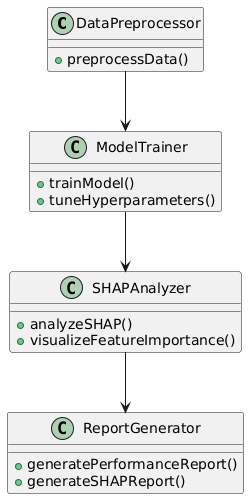 C DataPreprocessor
preprocessData()
C ModelTrainer
trainModel()
tuneHyperparameters()
C SHAPAnalyzer
analyzeSHAP()
visualizeFeatureImportance()
C ReportGenerator
generatePerformanceReport()
generateSHAPReport()